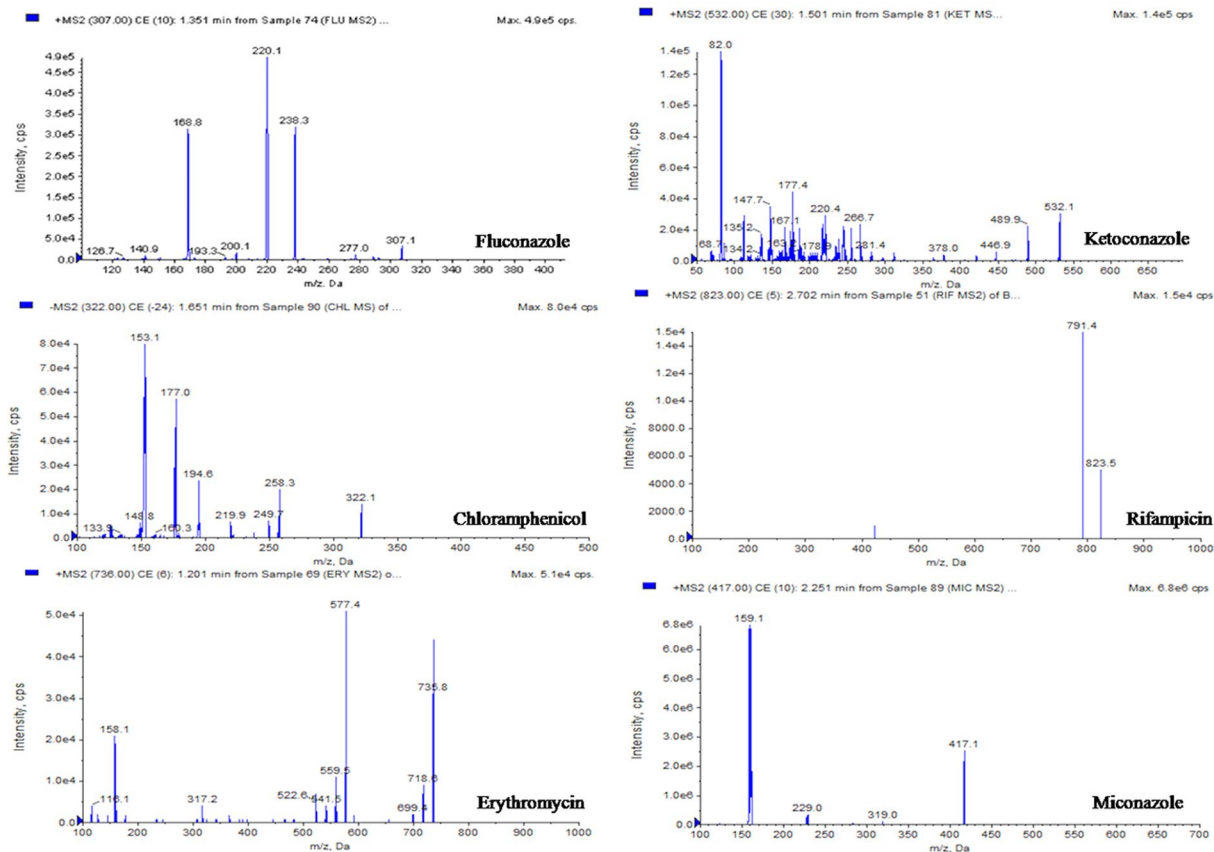 +MS2 (307.00) CE (10): 1.351 min from Sample 74 (FLU MS2) ...
Max. 4.9e5 cps.
4.9e5
4.5e5
4.0e5
3.5e5
3.0e5
2.5e5
2.0e5
1.5e5
1.0e5
5.0e4
0.0
Intensity, cps
220.1
168.8
238.3
126.7
140.9
193.3
200.1
277.0
307.1
Fluconazole
120 140 160 180 200 220 240 260 280 300 320 340 360 380 400
m/z, Da
+MS2 (532.00) CE (30): 1.501 min from Sample 81 (KET MS...
Max. 1.4e5 cps.
1.4e5
1.2e5
1.0e5
8.0e4
6.0e4
4.0e4
2.0e4
0.0
Intensity, cps
82.0
177.4
147.7
220.4
135.2
167.1
266.7
68.7
134.2
178.9
281.4
378.0
446.9
489.9
532.1
Ketoconazole
50 100 150 200 250 300 350 400 450 500 550 600 650
m/z, Da
-MS2 (322.00) CE (-24): 1.651 min from Sample 90 (CHL MS) of ...
Max. 8.0e4 cps.
8.0e4
7.0e4
6.0e4
5.0e4
4.0e4
3.0e4
2.0e4
1.0e4
0.0
Intensity, cps
153.1
177.0
194.6
258.3
133.9
148.8
160.3
219.9
249.7
322.1
Chloramphenicol
100 150 200 250 300 350 400 450 500
m/z, Da
+MS2 (823.00) CE (5): 2.702 min from Sample 51 (RIF MS2) of B...
Max. 1.5e4 cps.
1.5e4
1.4e4
1.2e4
1.0e4
8000.0
6000.0
4000.0
2000.0
0.0
Intensity, cps
791.4
823.5
Rifampicin
100 200 300 400 500 600 700 800 900 1000
m/z, Da
+MS2 (736.00) CE (6): 1.201 min from Sample 69 (ERY MS2) o...
Max. 5.1e4 cps.
5.0e4
4.0e4
3.0e4
2.0e4
1.0e4
0.0
Intensity, cps
577.4
735.8
158.1
116.1
317.2
522.6
541.5
559.5
699.4
718.6
Erythromycin
100 200 300 400 500 600 700 800 900 1000
m/z, Da
+MS2 (417.00) CE (10): 2.251 min from Sample 89 (MIC MS2) ...
Max. 6.8e6 cps.
6.8e6
6.0e6
5.0e6
4.0e6
3.0e6
2.0e6
1.0e6
0.0
Intensity, cps
159.1
417.1
229.0
319.0
Miconazole
100 150 200 250 300 350 400 450 500 550 600 650 700
m/z, Da